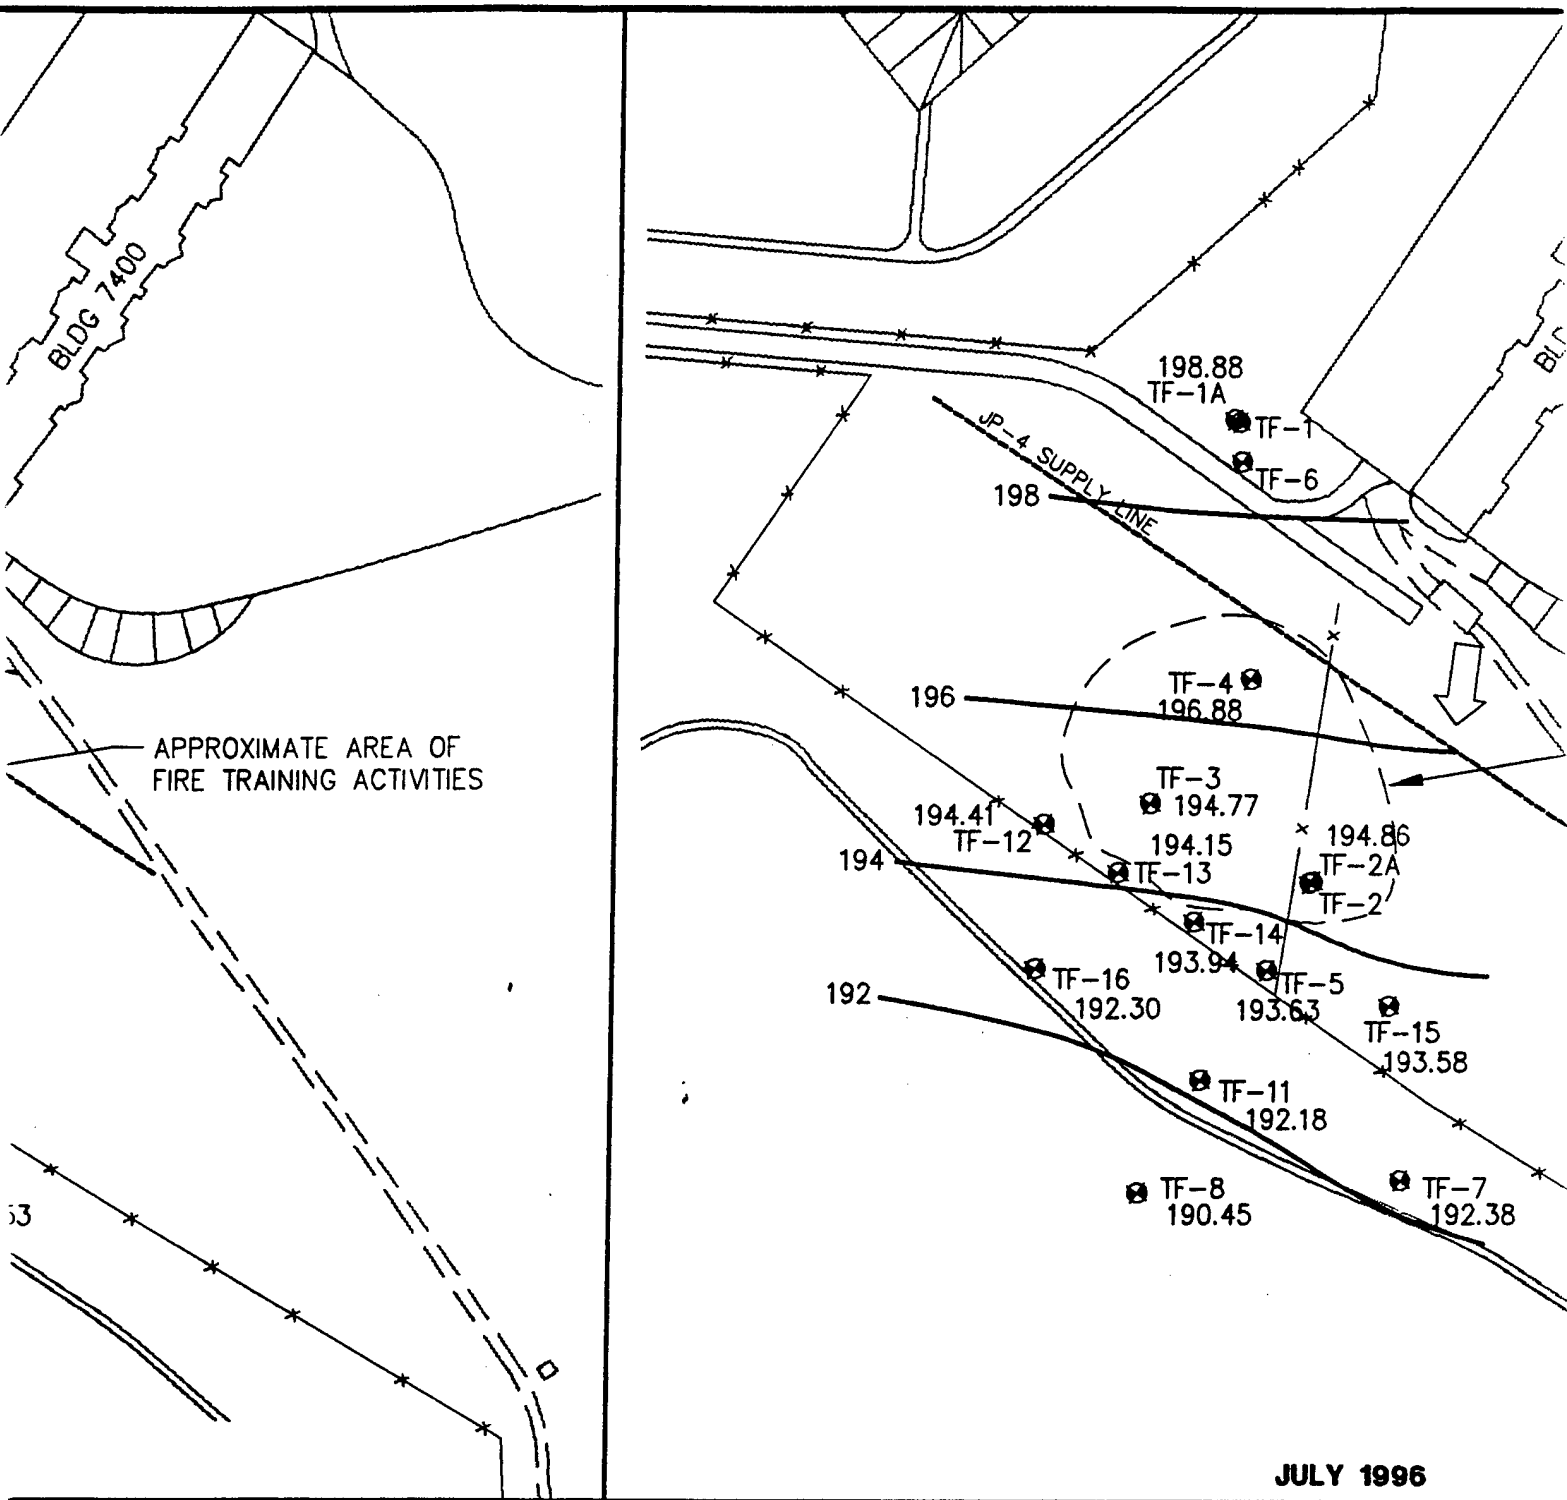 BLDG 7400
APPROXIMATE AREA OF
FIRE TRAINING ACTIVITIES
53
198.88
TF-1A
TF-1
TF-6
JP-4 SUPPLY LINE
198
TF-4
196.88
196
TF-3
194.77
194.41
TF-12
194.15
TF-13
194.86
TF-2A
TF-2
194
TF-14
193.94
TF-5
193.63
TF-16
192.30
192
TF-15
193.58
TF-11
192.18
TF-8
190.45
TF-7
192.38
JULY 1996